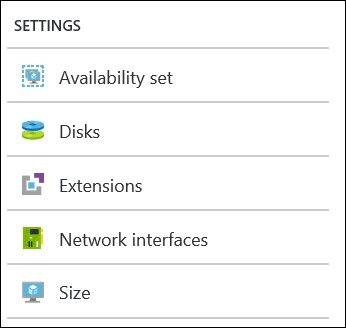 SETTINGS
Availability set
Disks
Extensions
Network interfaces
Size